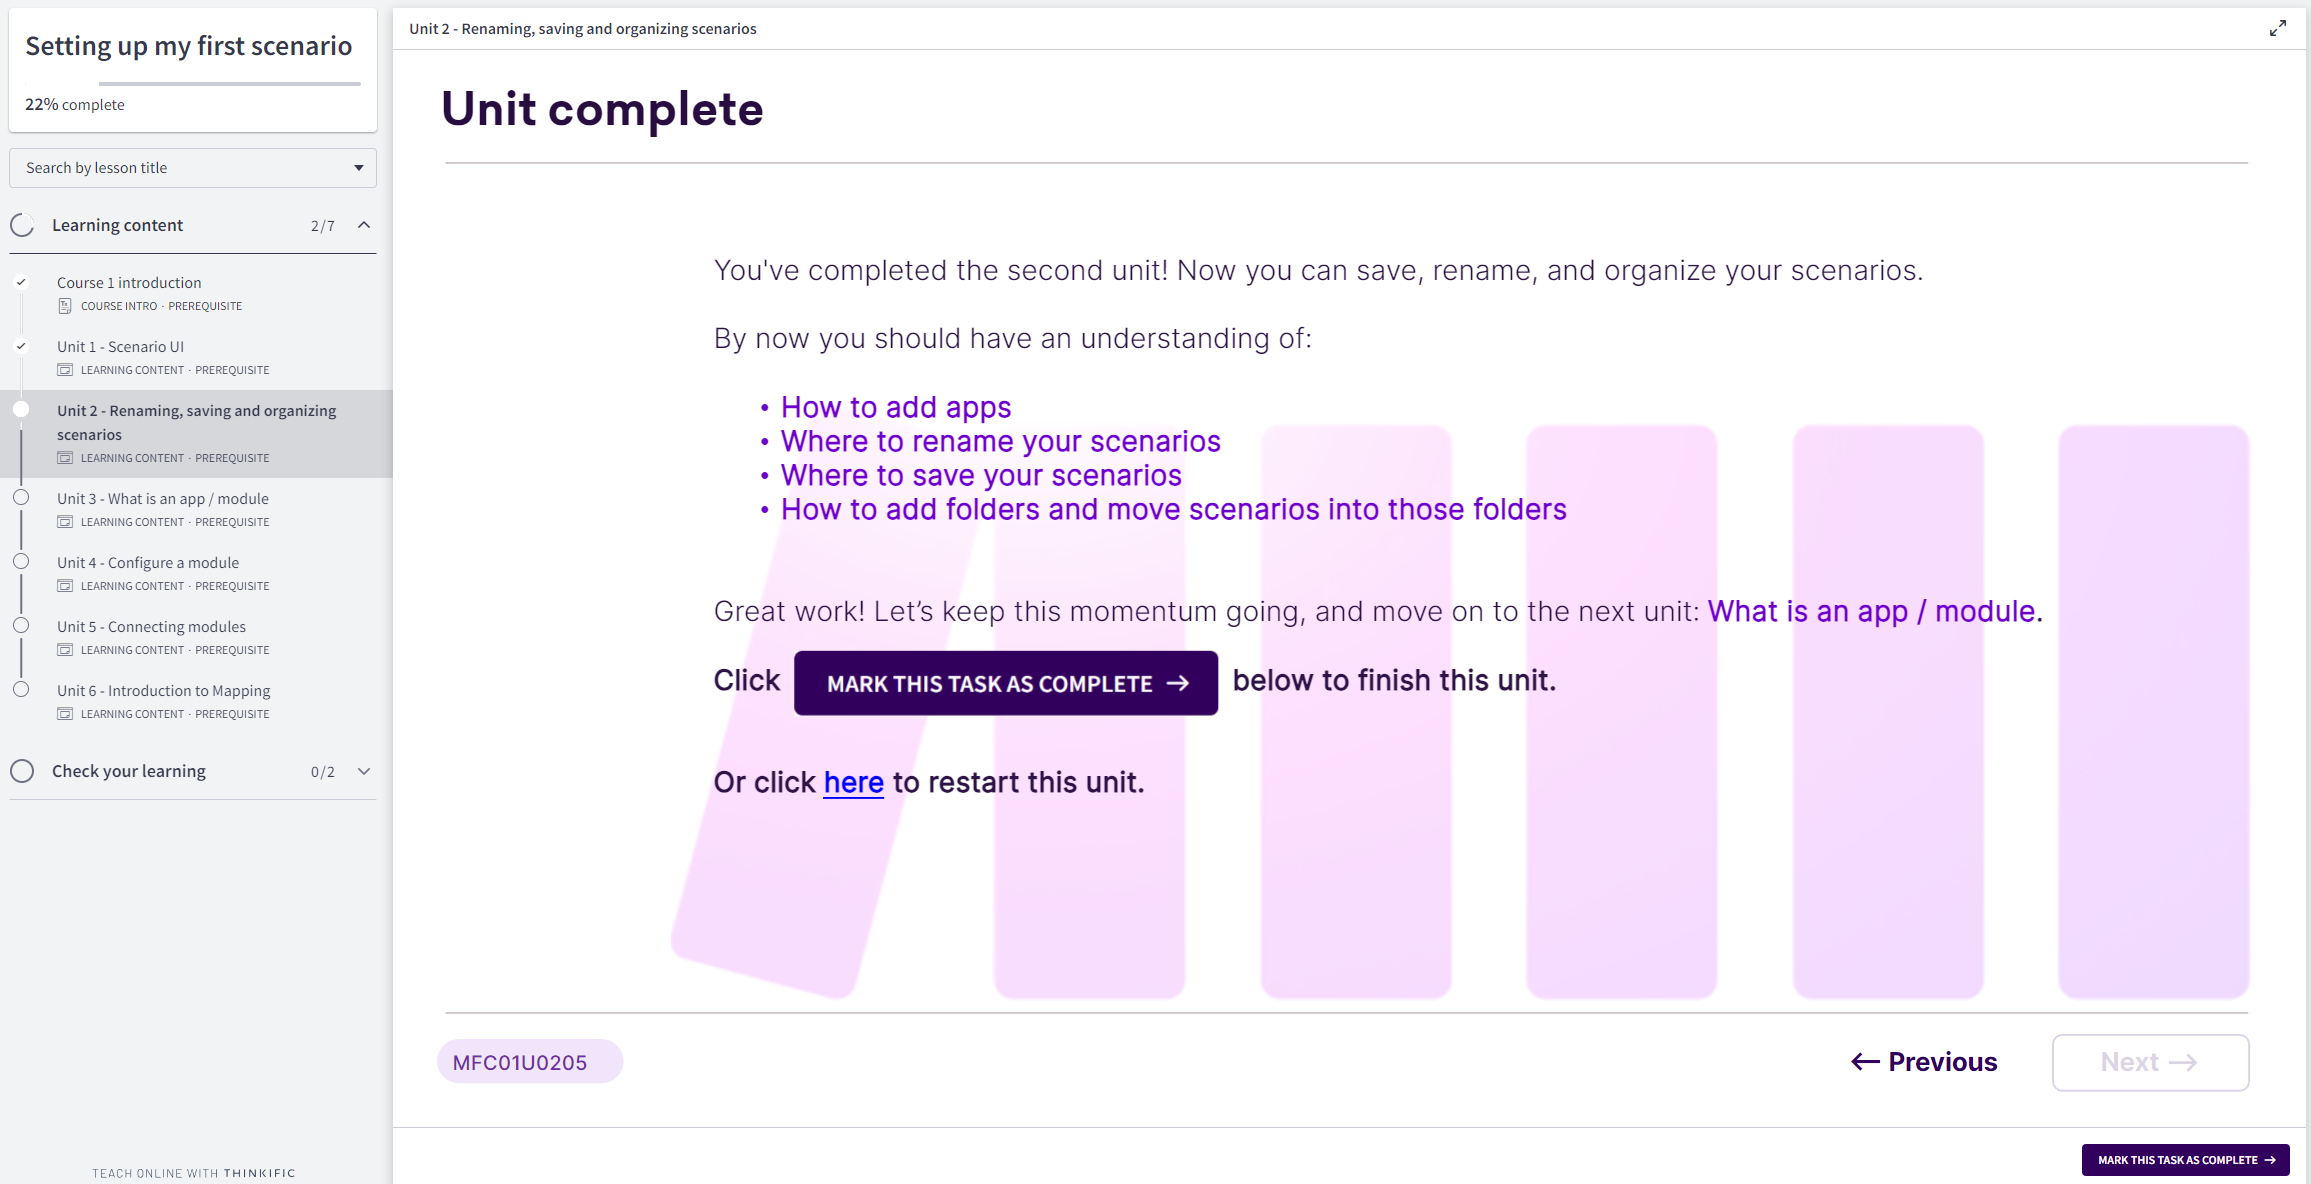 Setting up my first scenario
22% complete
Search by lesson title
Learning content 2/7
Course 1 introduction
COURSE INTRO · PREREQUISITE
Unit 1 - Scenario UI
LEARNING CONTENT · PREREQUISITE
Unit 2 - Renaming, saving and organizing
scenarios
LEARNING CONTENT · PREREQUISITE
Unit 3 - What is an app / module
LEARNING CONTENT · PREREQUISITE
Unit 4 - Configure a module
LEARNING CONTENT · PREREQUISITE
Unit 5 - Connecting modules
LEARNING CONTENT · PREREQUISITE
Unit 6 - Introduction to Mapping
LEARNING CONTENT · PREREQUISITE
Check your learning 0/2
TEACH ONLINE WITH THINKIFIC
Unit 2 - Renaming, saving and organizing scenarios
Unit complete
You've completed the second unit! Now you can save, rename, and organize your scenarios.
By now you should have an understanding of:
• How to add apps
• Where to rename your scenarios
• Where to save your scenarios
• How to add folders and move scenarios into those folders
Great work! Let’s keep this momentum going, and move on to the next unit: What is an app / module.
Click MARK THIS TASK AS COMPLETE → below to finish this unit.
Or click here to restart this unit.
MFC01U0205
← Previous
Next →
MARK THIS TASK AS COMPLETE →